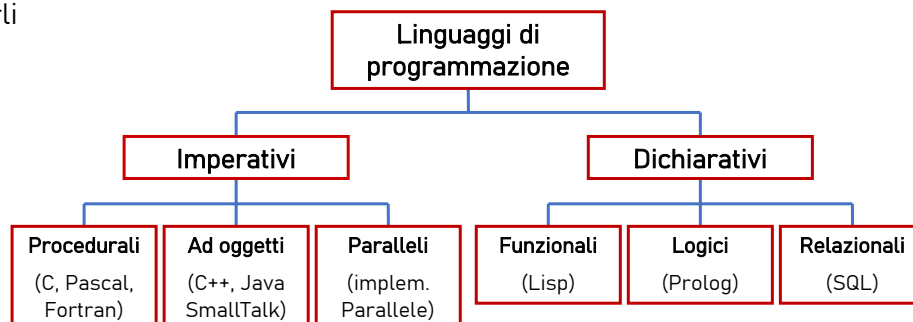 rli
Linguaggi di
programmazione
Imperativi
Dichiarativi
Procedurali
(C, Pascal,
Fortran)
Ad oggetti
(C++, Java
SmallTalk)
Paralleli
(implem.
Parallele)
Funzionali
(Lisp)
Logici
(Prolog)
Relazionali
(SQL)